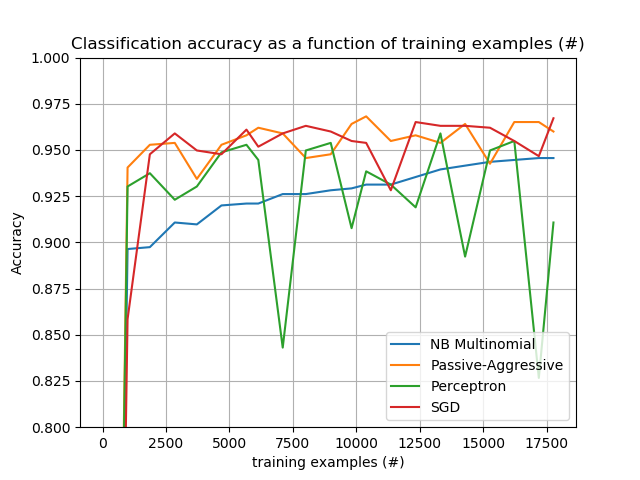 Classification accuracy as a function of training examples (#)
1.000
0.975
0.950
0.925
0.900
0.875
0.850
0.825
0.800
Accuracy
NB Multinomial
Passive-Aggressive
Perceptron
SGD
0 2500 5000 7500 10000 12500 15000 17500
training examples (#)